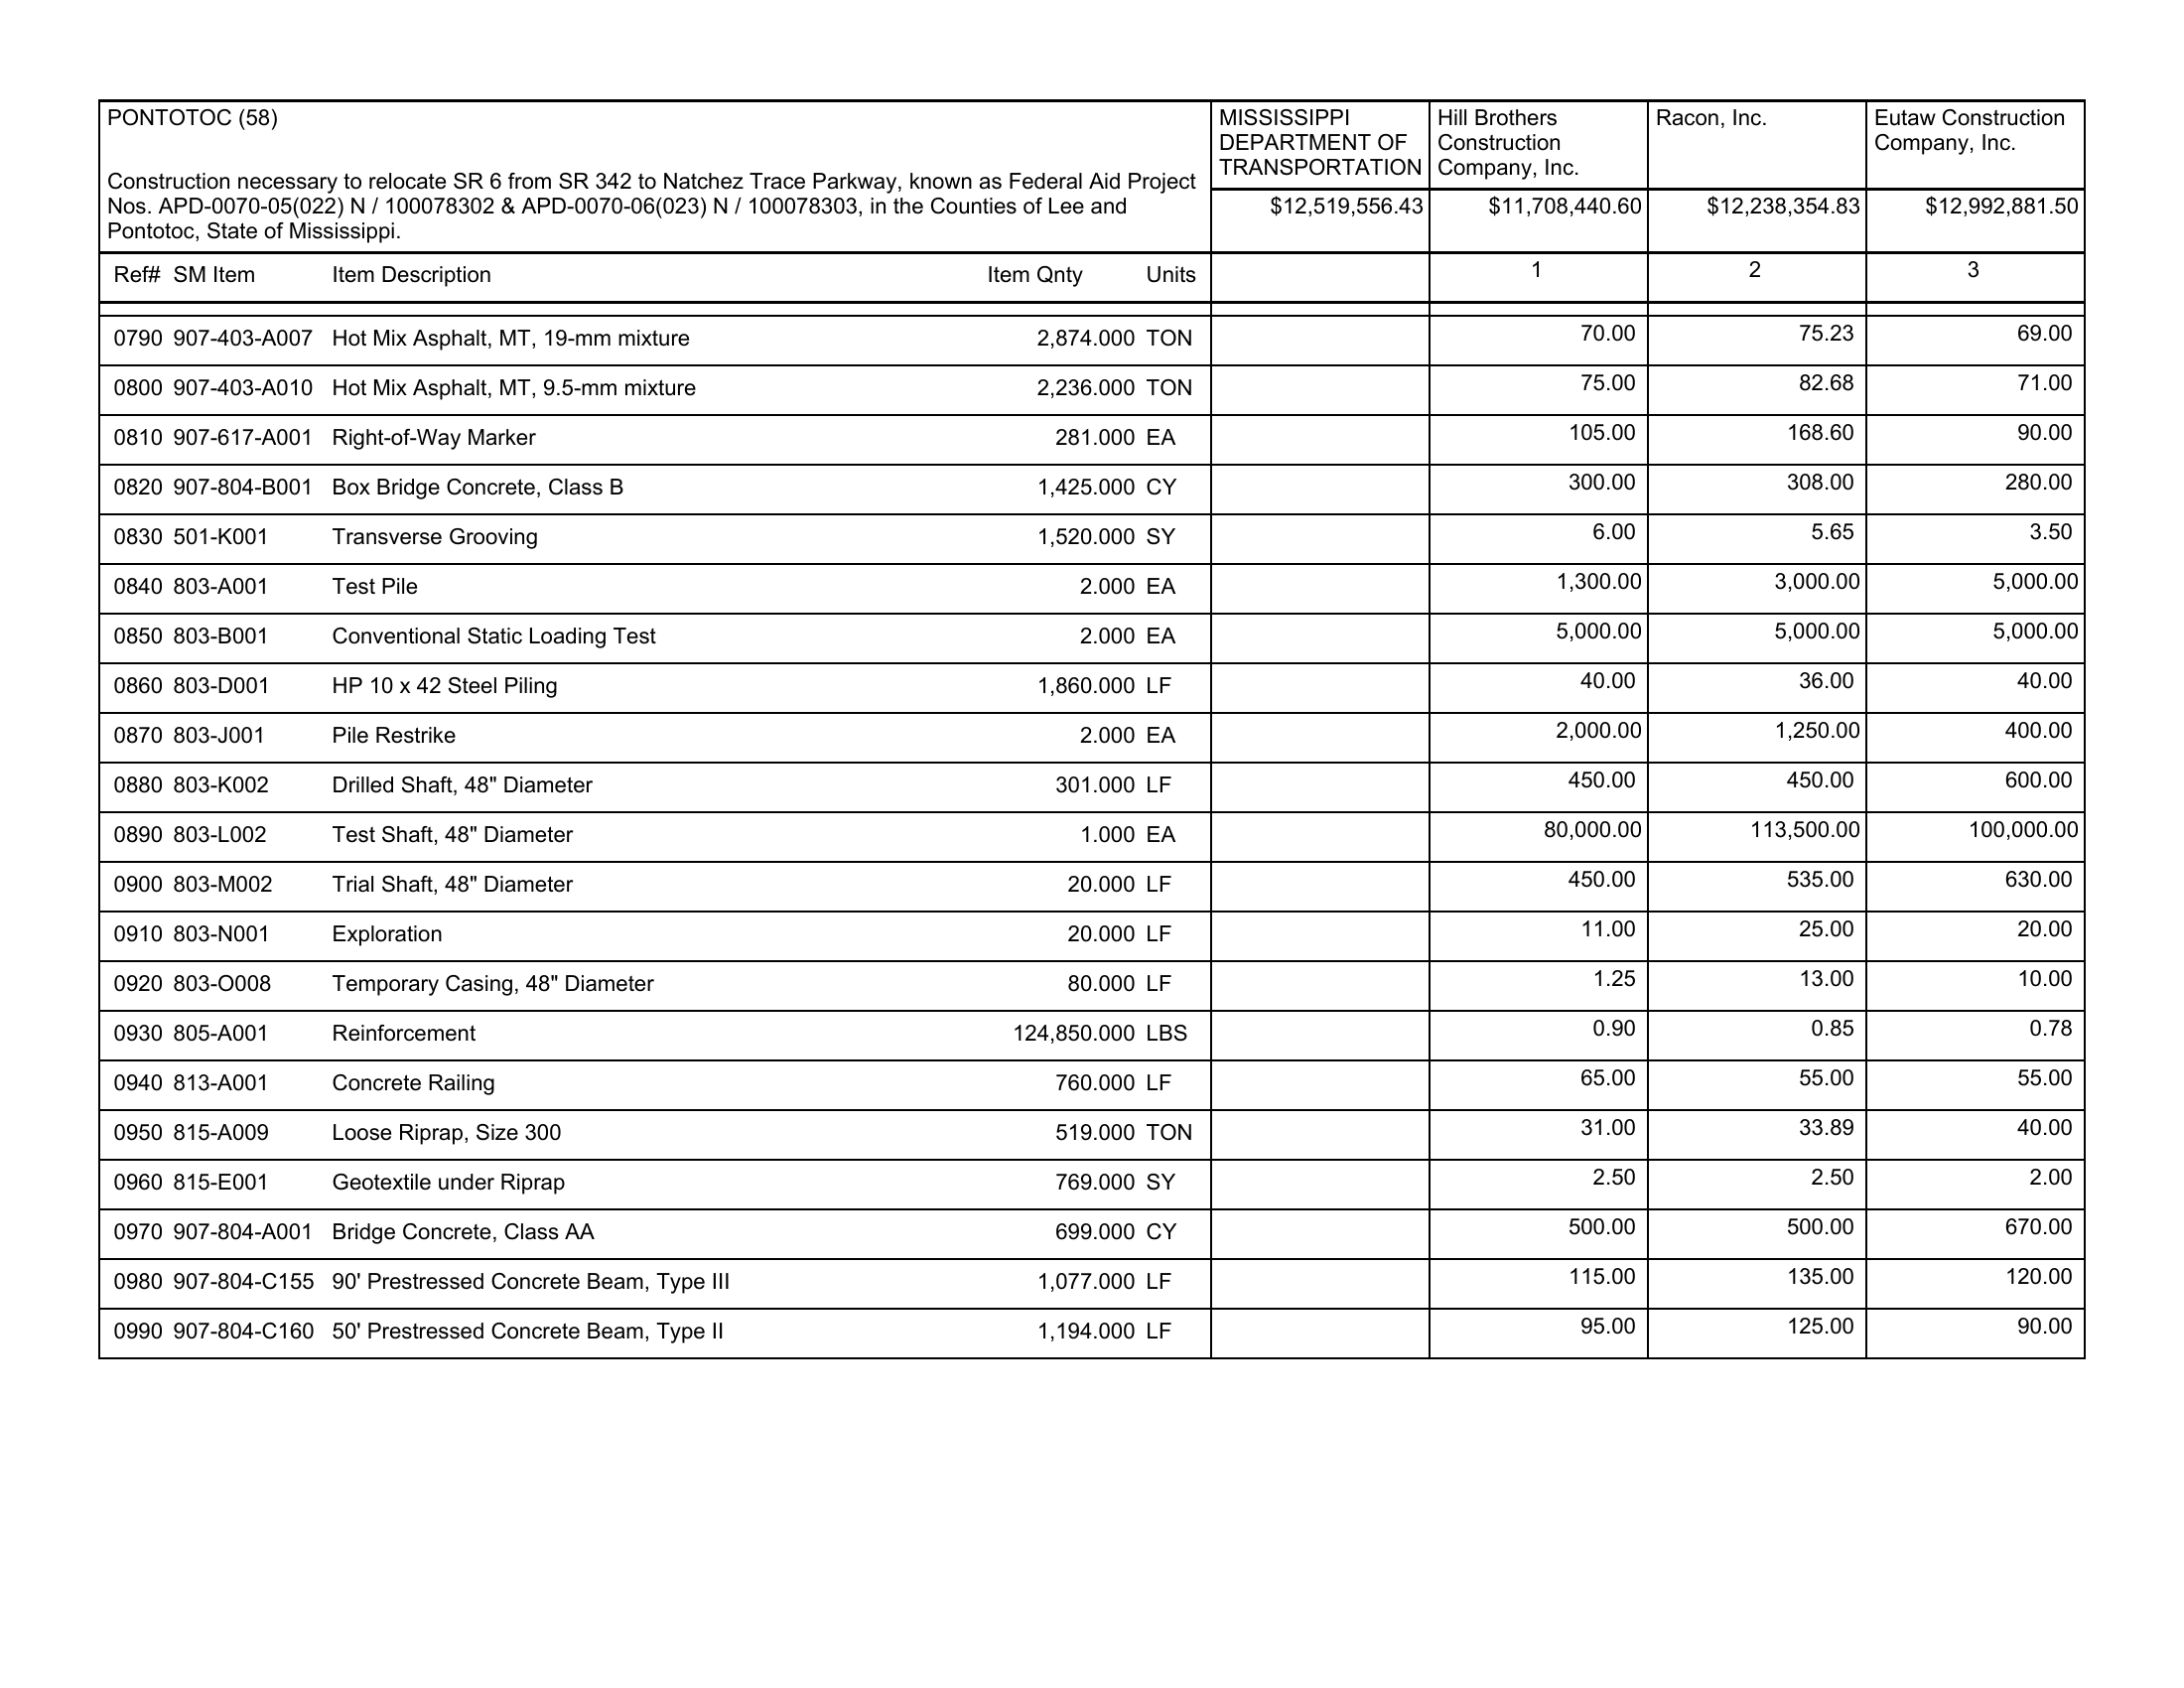 PONTOTOC (58)
Construction necessary to relocate SR 6 from SR 342 to Natchez Trace Parkway, known as Federal Aid Project
Nos. APD-0070-05(022) N / 100078302 & APD-0070-06(023) N / 100078303, in the Counties of Lee and
Pontotoc, State of Mississippi.
MISSISSIPPI
DEPARTMENT OF
TRANSPORTATION
$12,519,556.43
Hill Brothers
Construction
Company, Inc.
$11,708,440.60
Racon, Inc.
$12,238,354.83
Eutaw Construction
Company, Inc.
$12,992,881.50
Ref# SM Item Item Description Item Qnty Units 1 2 3
0790 907-403-A007 Hot Mix Asphalt, MT, 19-mm mixture 2,874.000 TON 70.00 75.23 69.00
0800 907-403-A010 Hot Mix Asphalt, MT, 9.5-mm mixture 2,236.000 TON 75.00 82.68 71.00
0810 907-617-A001 Right-of-Way Marker 281.000 EA 105.00 168.60 90.00
0820 907-804-B001 Box Bridge Concrete, Class B 1,425.000 CY 300.00 308.00 280.00
0830 501-K001 Transverse Grooving 1,520.000 SY 6.00 5.65 3.50
0840 803-A001 Test Pile 2.000 EA 1,300.00 3,000.00 5,000.00
0850 803-B001 Conventional Static Loading Test 2.000 EA 5,000.00 5,000.00 5,000.00
0860 803-D001 HP 10 x 42 Steel Piling 1,860.000 LF 40.00 36.00 40.00
0870 803-J001 Pile Restrike 2.000 EA 2,000.00 1,250.00 400.00
0880 803-K002 Drilled Shaft, 48" Diameter 301.000 LF 450.00 450.00 600.00
0890 803-L002 Test Shaft, 48" Diameter 1.000 EA 80,000.00 113,500.00 100,000.00
0900 803-M002 Trial Shaft, 48" Diameter 20.000 LF 450.00 535.00 630.00
0910 803-N001 Exploration 20.000 LF 11.00 25.00 20.00
0920 803-O008 Temporary Casing, 48" Diameter 80.000 LF 1.25 13.00 10.00
0930 805-A001 Reinforcement 124,850.000 LBS 0.90 0.85 0.78
0940 813-A001 Concrete Railing 760.000 LF 65.00 55.00 55.00
0950 815-A009 Loose Riprap, Size 300 519.000 TON 31.00 33.89 40.00
0960 815-E001 Geotextile under Riprap 769.000 SY 2.50 2.50 2.00
0970 907-804-A001 Bridge Concrete, Class AA 699.000 CY 500.00 500.00 670.00
0980 907-804-C155 90' Prestressed Concrete Beam, Type III 1,077.000 LF 115.00 135.00 120.00
0990 907-804-C160 50' Prestressed Concrete Beam, Type II 1,194.000 LF 95.00 125.00 90.00